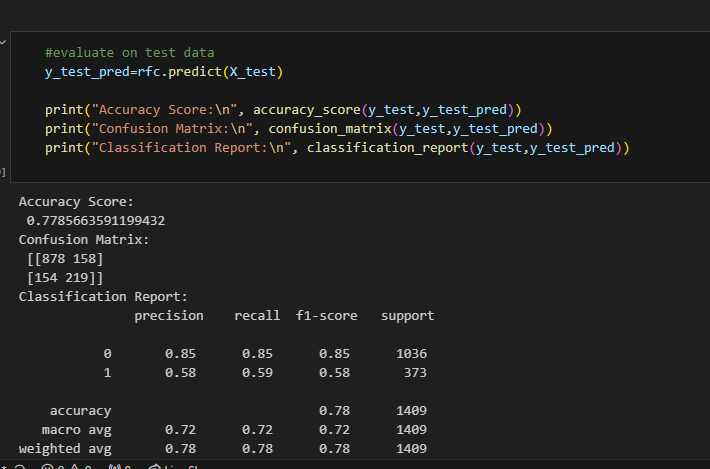 #evaluate on test data
y_test_pred=rfc.predict(X_test)
print("Accuracy Score:\n", accuracy_score(y_test,y_test_pred))
print("Confusion Matrix:\n", confusion_matrix(y_test,y_test_pred))
print("Classification Report:\n", classification_report(y_test,y_test_pred))
Accuracy Score:
0.7785663591199432
Confusion Matrix:
[[878 158]
[154 219]]
Classification Report:
precision recall f1-score support
0 0.85 0.85 0.85 1036
1 0.58 0.59 0.58 373
accuracy 0.78 1409
macro avg 0.72 0.72 0.72 1409
weighted avg 0.78 0.78 0.78 1409